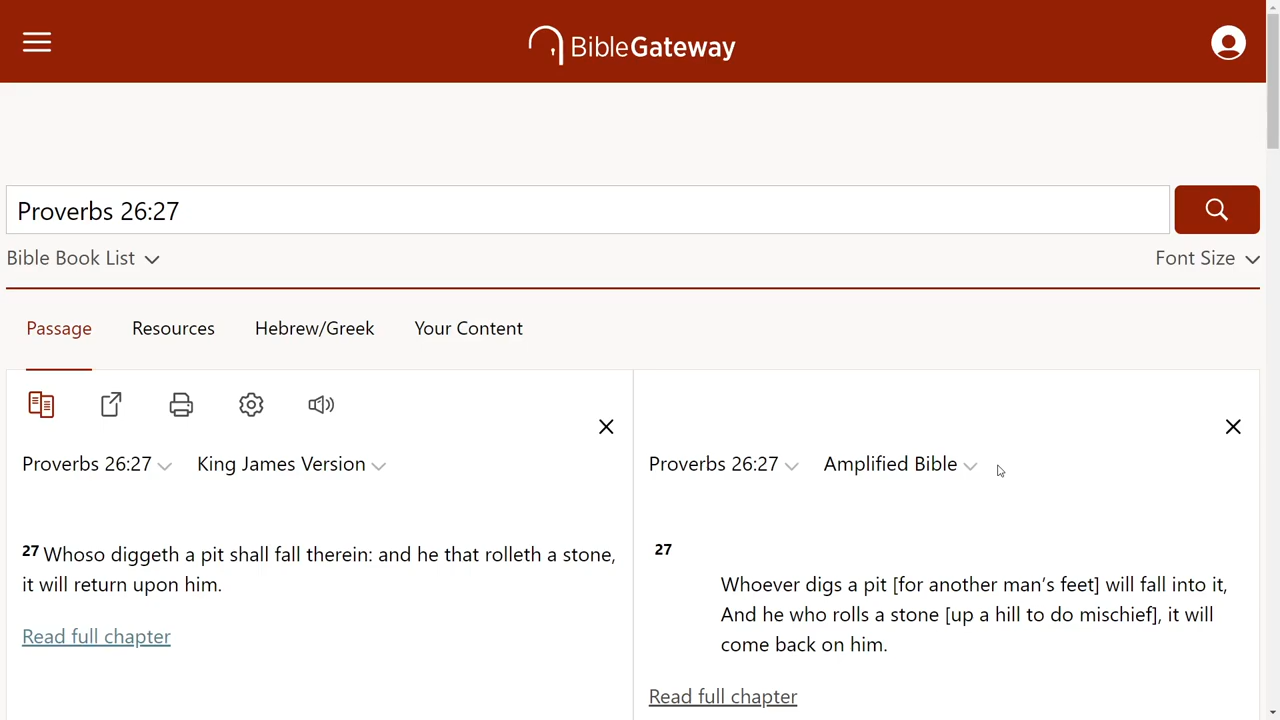 BibleGateway
Proverbs 26:27
Bible Book List
Font Size
Passage
Resources
Hebrew/Greek
Your Content
Proverbs 26:27
King James Version
27 Whoso diggeth a pit shall fall therein: and he that rolleth a stone,
it will return upon him.
Read full chapter
Proverbs 26:27
Amplified Bible
27
Whoever digs a pit [for another man’s feet] will fall into it,
And he who rolls a stone [up a hill to do mischief], it will
come back on him.
Read full chapter